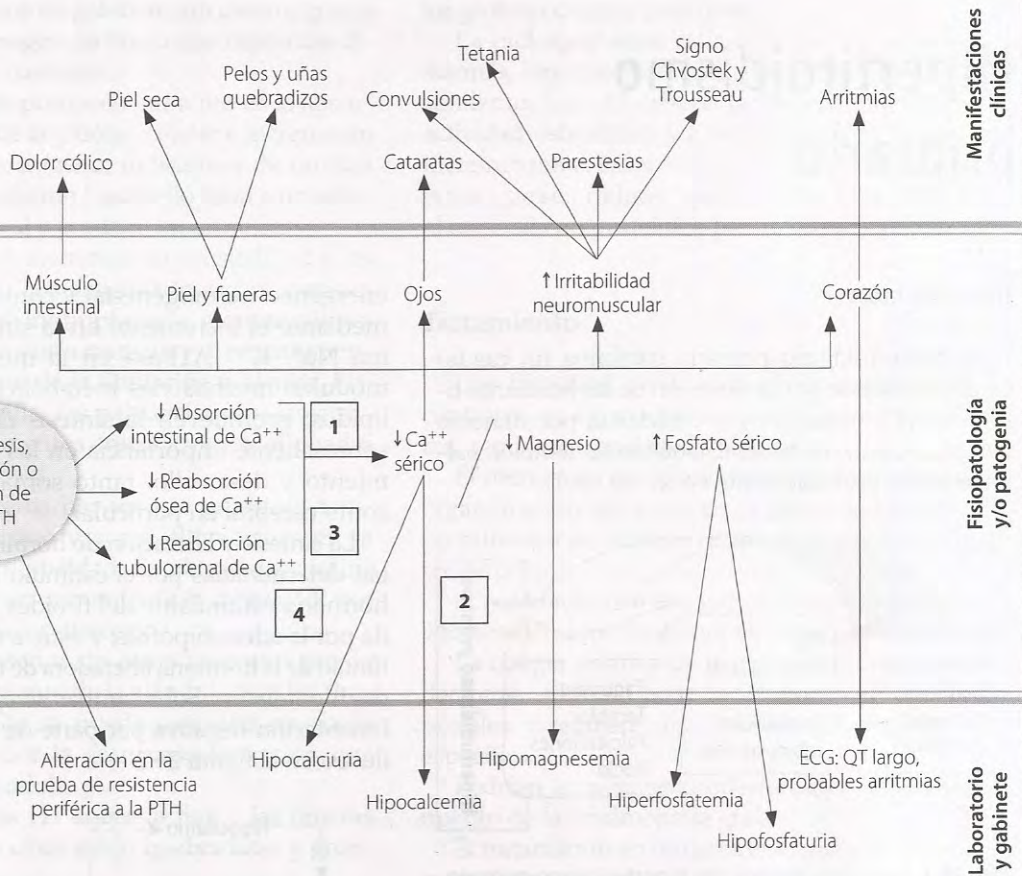 Tetania
Signo
Chvostek y
Trousseau
Pelos y uñas
quebradizos
Piel seca
Convulsiones
Arritmias
Dolor cólico
Cataratas
Parestesias
Manifestaciones
clínicas
Músculo
intestinal
Piel y faneras
Ojos
↑ Irritabilidad
neuromuscular
Corazón
↓ Absorción
intestinal de Ca++
1
↓ Ca++
sérico
↓ Magnesio
↑ Fosfato sérico
↓ Reabsorción
ósea de Ca++
3
↓ Reabsorción
tubulorrenal de Ca++
4
2
Fisiopatología
y/o patogenia
Alteración en la
prueba de resistencia
periférica a la PTH
Hipocalciuria
Hipocalcemia
Hipomagnesemia
Hiperfosfatemia
Hipofosfaturia
ECG: QT largo,
probables arritmias
Laboratorio
y gabinete